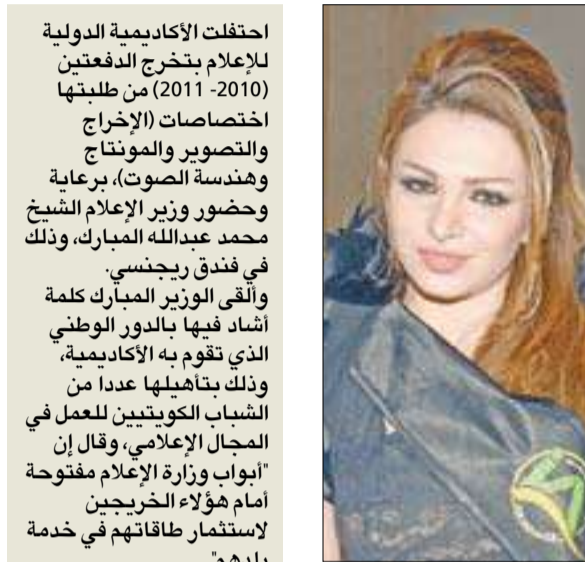 احتفلت الأكاديمية الدولية
للإعلام بتخرج الدفعتين
(2010- 2011) من طلبتها
اختصاصات (الإخراج
والتصوير والمونتاج
وهندسة الصوت)، برعاية
وحضور وزير الإعلام الشيخ
محمد عبدالله المبارك، وذلك
في فندق ريجنسي.
وألقى الوزير المبارك كلمة
أشاد فيها بالدور الوطني
الذي تقوم به الأكاديمية،
وذلك بتأهيلها عددا من
الشباب الكويتيين للعمل في
المجال الإعلامي، وقال إن
"أبواب وزارة الإعلام مفتوحة
أمام هؤلاء الخريجين
لاستثمار طاقاتهم في خدمة